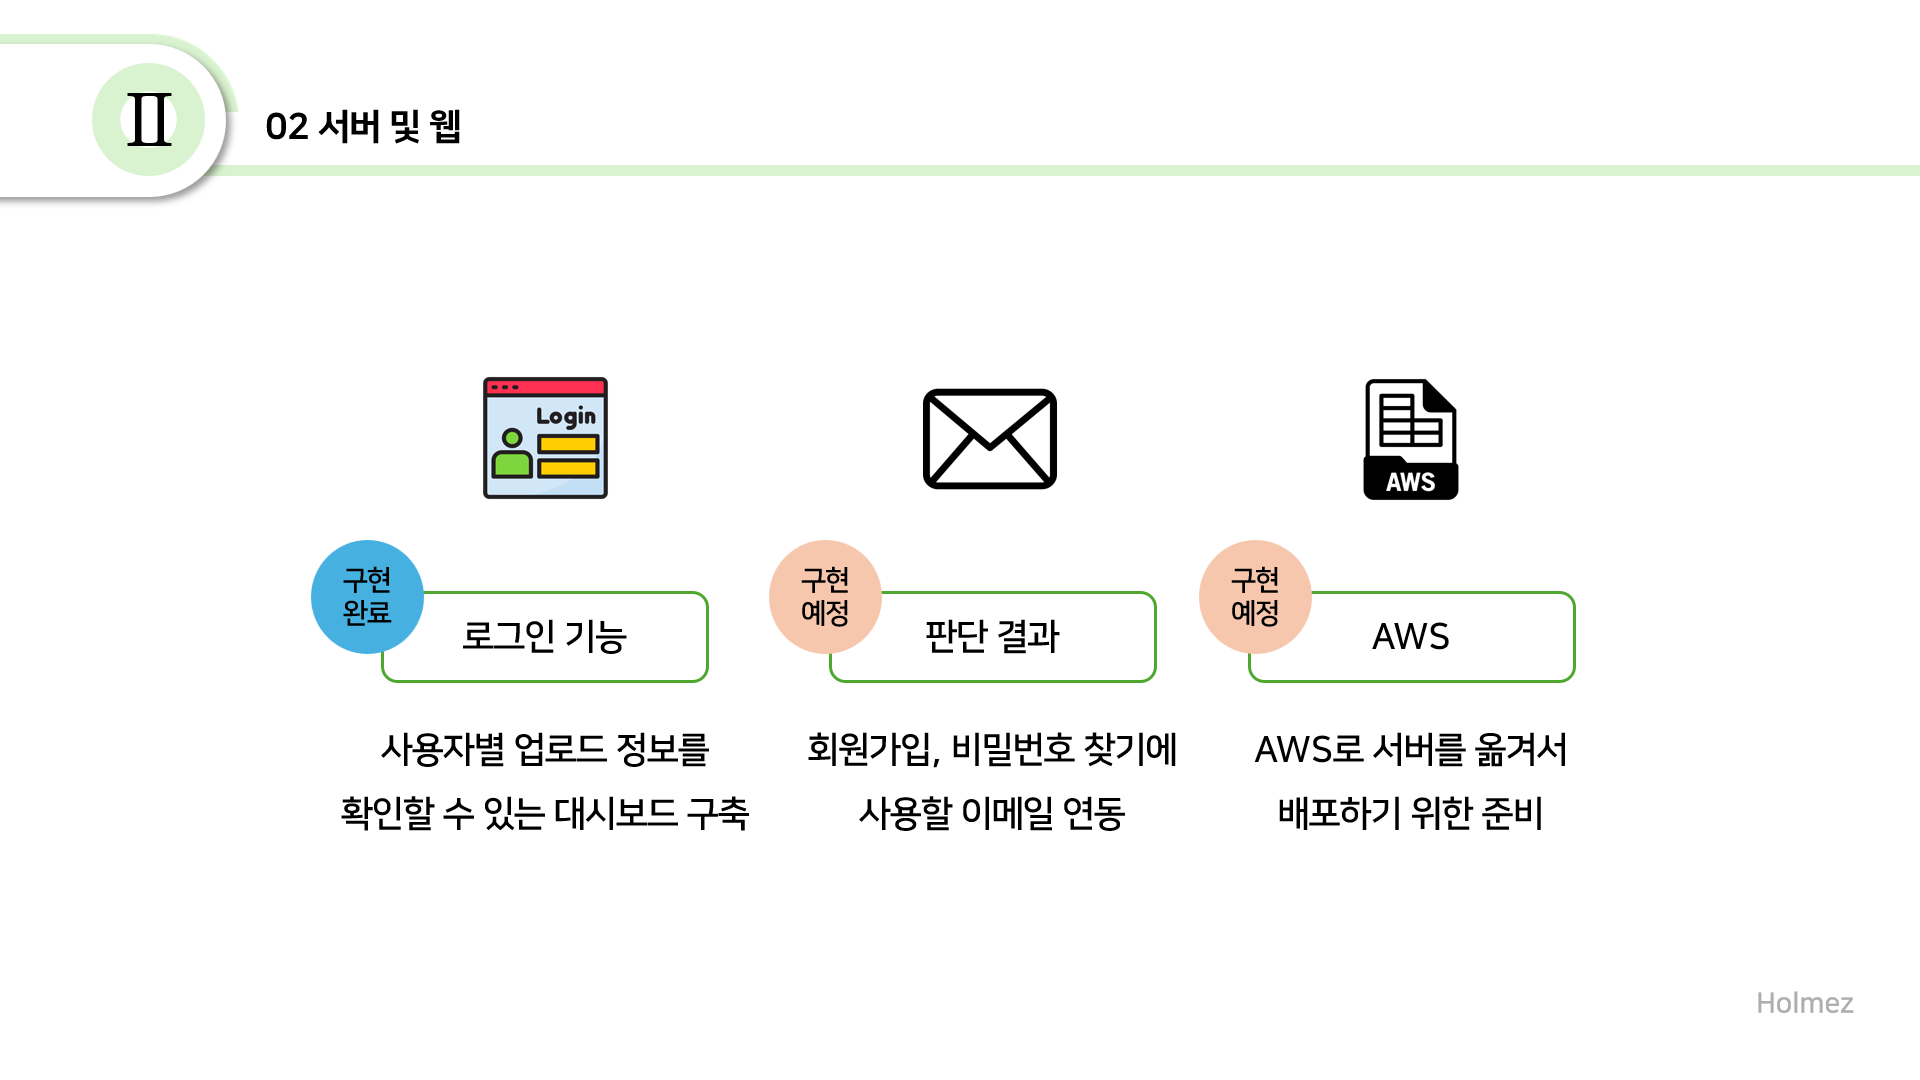 Ⅱ
02 서버 및 웹
Login
AWS
구현
완료
로그인 기능
구현
예정
판단 결과
구현
예정
AWS
사용자별 업로드 정보를
확인할 수 있는 대시보드 구축
회원가입, 비밀번호 찾기에
사용할 이메일 연동
AWS로 서버를 옮겨서
배포하기 위한 준비
Holmez